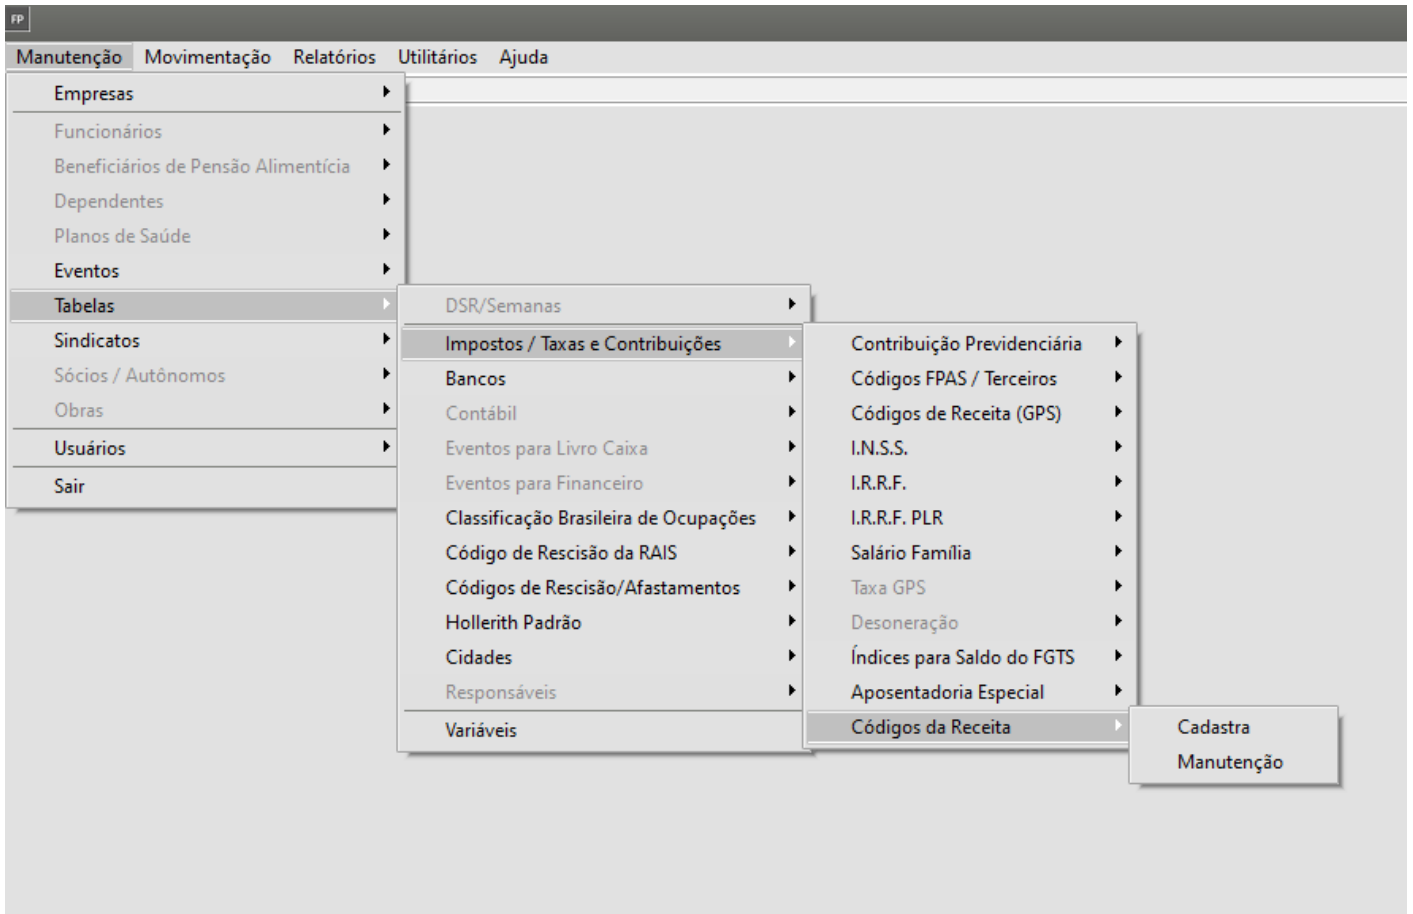 FP
Manutenção Movimentação Relatórios Utilitários Ajuda
Empresas
Funcionários
Beneficiários de Pensão Alimentícia
Dependentes
Planos de Saúde
Eventos
Tabelas
Sindicatos
Sócios / Autônomos
Obras
Usuários
Sair
DSR/Semanas
Impostos / Taxas e Contribuições
Bancos
Contábil
Eventos para Livro Caixa
Eventos para Financeiro
Classificação Brasileira de Ocupações
Código de Rescisão da RAIS
Códigos de Rescisão/Afastamentos
Hollerith Padrão
Cidades
Responsáveis
Variáveis
Contribuição Previdenciária
Códigos FPAS / Terceiros
Códigos de Receita (GPS)
I.N.S.S.
I.R.R.F.
I.R.R.F. PLR
Salário Família
Taxa GPS
Desoneração
Índices para Saldo do FGTS
Aposentadoria Especial
Códigos da Receita
Cadastra
Manutenção